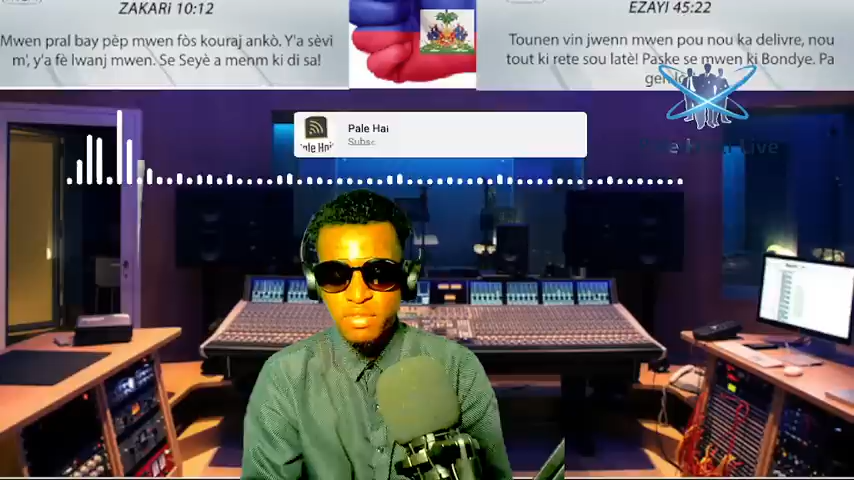 ZAKARi 10:12
Mwen pral bay pèp mwen fòs kouraj ankò. Y'a sèvi
m', y'a fè lwanj mwen. Se Seyè a menm ki di sa!
EZAYI 45:22
Tounen vin jwenn mwen pou nou ka delivre, nou
tout ki rete sou latè! Paske se mwen ki Bondye. Pa
Pale Hai
Subsc
Live